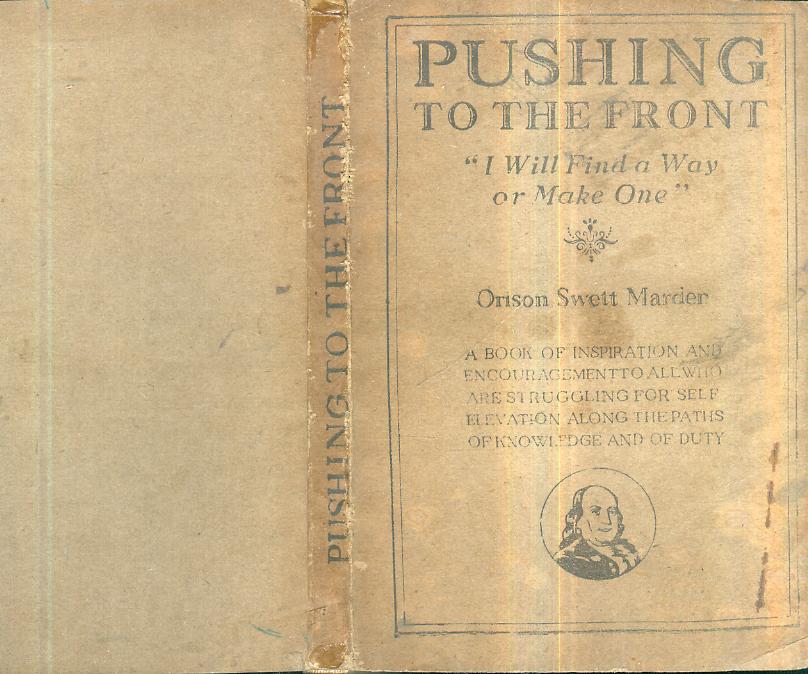 PUSHING TO THE FRONT
PUSHING
TO THE FRONT
"I Will Find a Way
or Make One"
Orison Swett Marden
A BOOK OF INSPIRATION AND
ENCOURAGEMENT TO ALL WHO
ARE STRUGGLING FOR SELF
ELEVATION ALONG THE PATHS
OF KNOWLEDGE AND OF DUTY